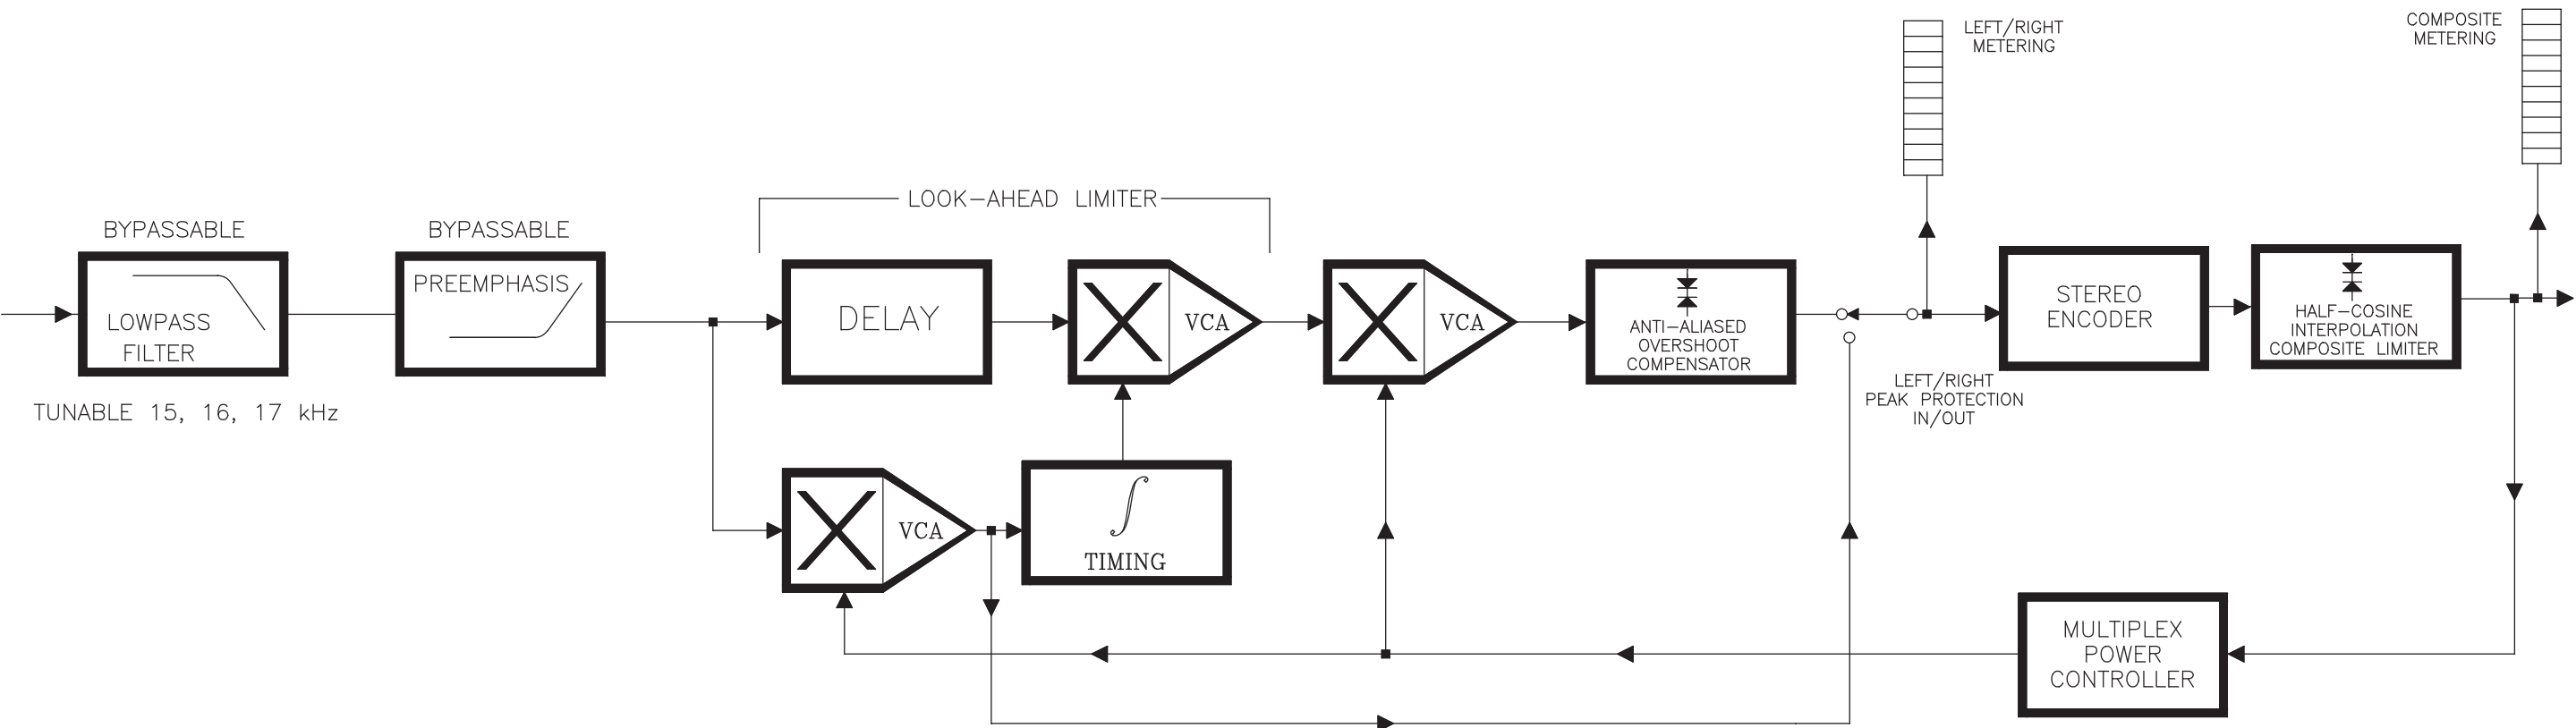 BYPASSABLE
LOWPASS
FILTER
TUNABLE 15, 16, 17 kHz
BYPASSABLE
PREEMPHASIS
LOOK-AHEAD LIMITER
DELAY
VCA
VCA
TIMING
VCA
ANTI-ALIASED
OVERSHOOT
COMPENSATOR
LEFT/RIGHT
METERING
LEFT/RIGHT
PEAK PROTECTION
IN/OUT
STEREO
ENCODER
HALF-COSINE
INTERPOLATION
COMPOSITE LIMITER
COMPOSITE
METERING
MULTIPLEX
POWER
CONTROLLER